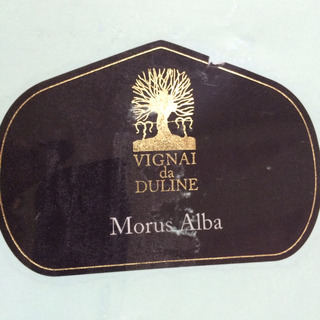 VIGNAI
da
DULINE
Morus Alba